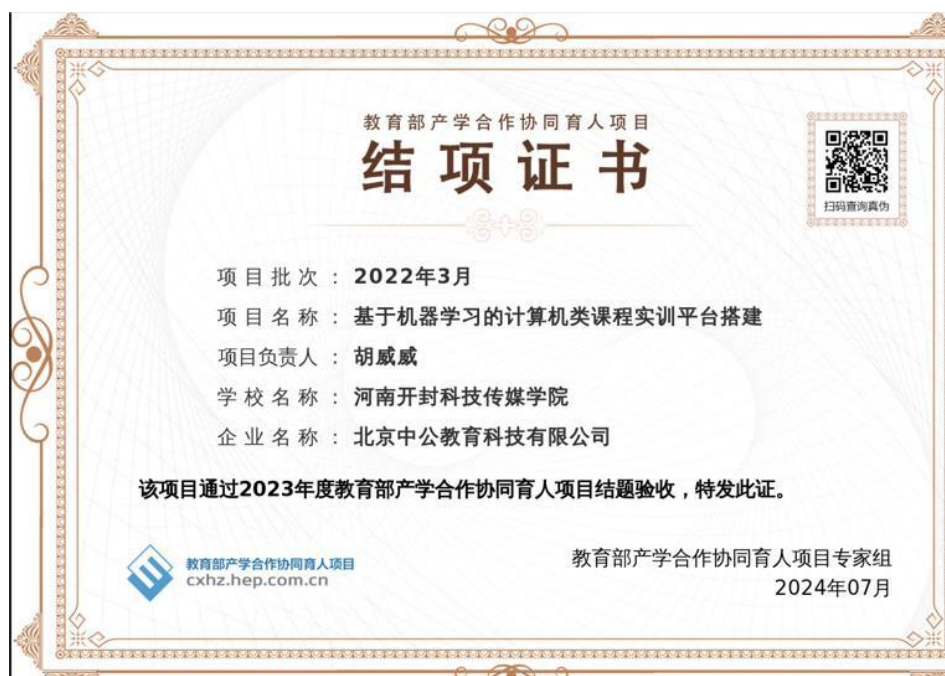 教育部产学合作协同育人项目
结项证书
扫码查询真伪
项目批次：2022年3月
项目名称：基于机器学习的计算机类课程实训平台搭建
项目负责人：胡威威
学校名称：河南开封科技传媒学院
企业名称：北京中公教育科技有限公司
该项目通过2023年度教育部产学合作协同育人项目结题验收，特发此证。
教育部产学合作协同育人项目
cxhz.hep.com.cn
教育部产学合作协同育人项目专家组
2024年07月